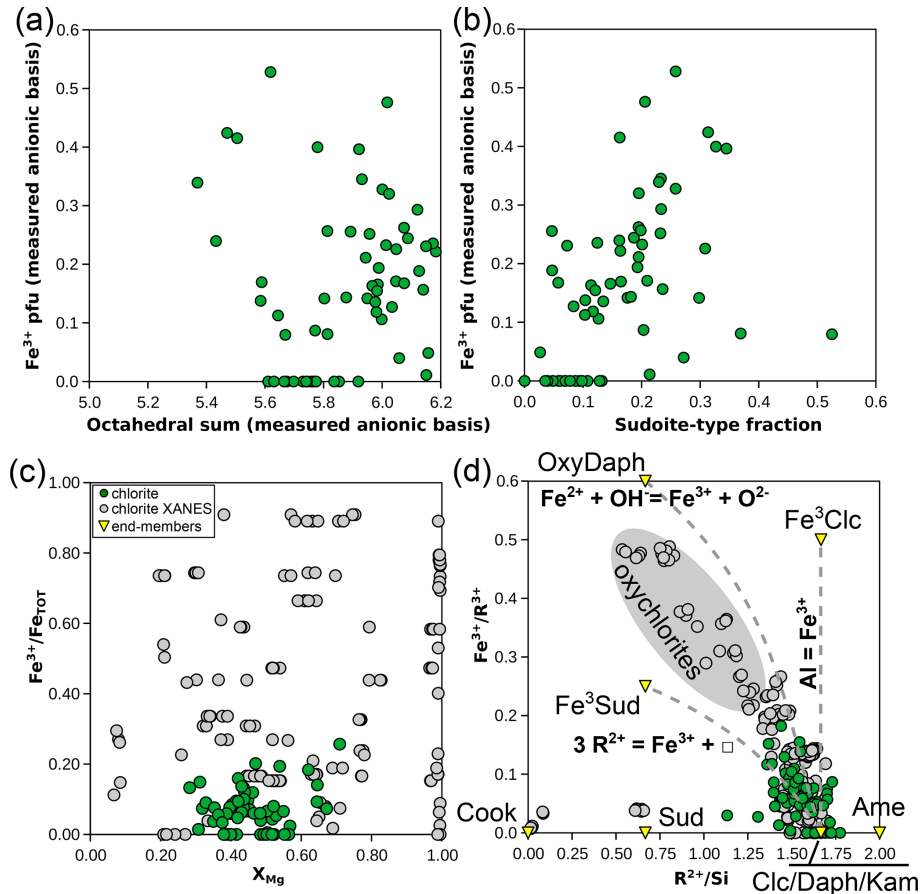 (a)
Fe³⁺ pfu (measured anionic basis)
0.6
0.5
0.4
0.3
0.2
0.1
0.0
5.0 5.2 5.4 5.6 5.8 6.0 6.2
Octahedral sum (measured anionic basis)
(b)
Fe³⁺ pfu (measured anionic basis)
0.6
0.5
0.4
0.3
0.2
0.1
0.0
0.0 0.1 0.2 0.3 0.4 0.5 0.6
Sudoite-type fraction
(c)
Fe³⁺/Fe_TOT
1.00
0.80
0.60
0.40
0.20
0.00
chlorite
chlorite XANES
end-members
0.00 0.20 0.40 0.60 0.80 1.00
X_Mg
(d)
Fe³⁺/R³⁺
0.6
0.5
0.4
0.3
0.2
0.1
0.0
OxyDaph
Fe²⁺ + OH⁻= Fe³⁺ + O²⁻
Fe³Clc
oxychlorites
Al = Fe³⁺
Fe³Sud
3 R²⁺ = Fe³⁺ + □
Cook
Sud
Ame
0.00 0.25 0.50 0.75 1.00 1.25 1.50 1.75 2.00
R²⁺/Si
Clc/Daph/Kam